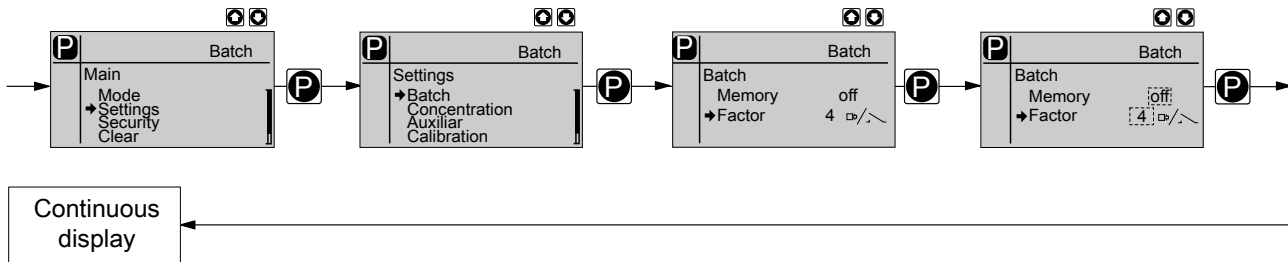 P Batch
Main
Mode
Settings
Security
Clear
P
P Batch
Settings
Batch
Concentration
Auxiliar
Calibration
P
P Batch
Batch
Memory off
Factor 4
P
P Batch
Batch
Memory off
Factor 4
P
Continuous
display